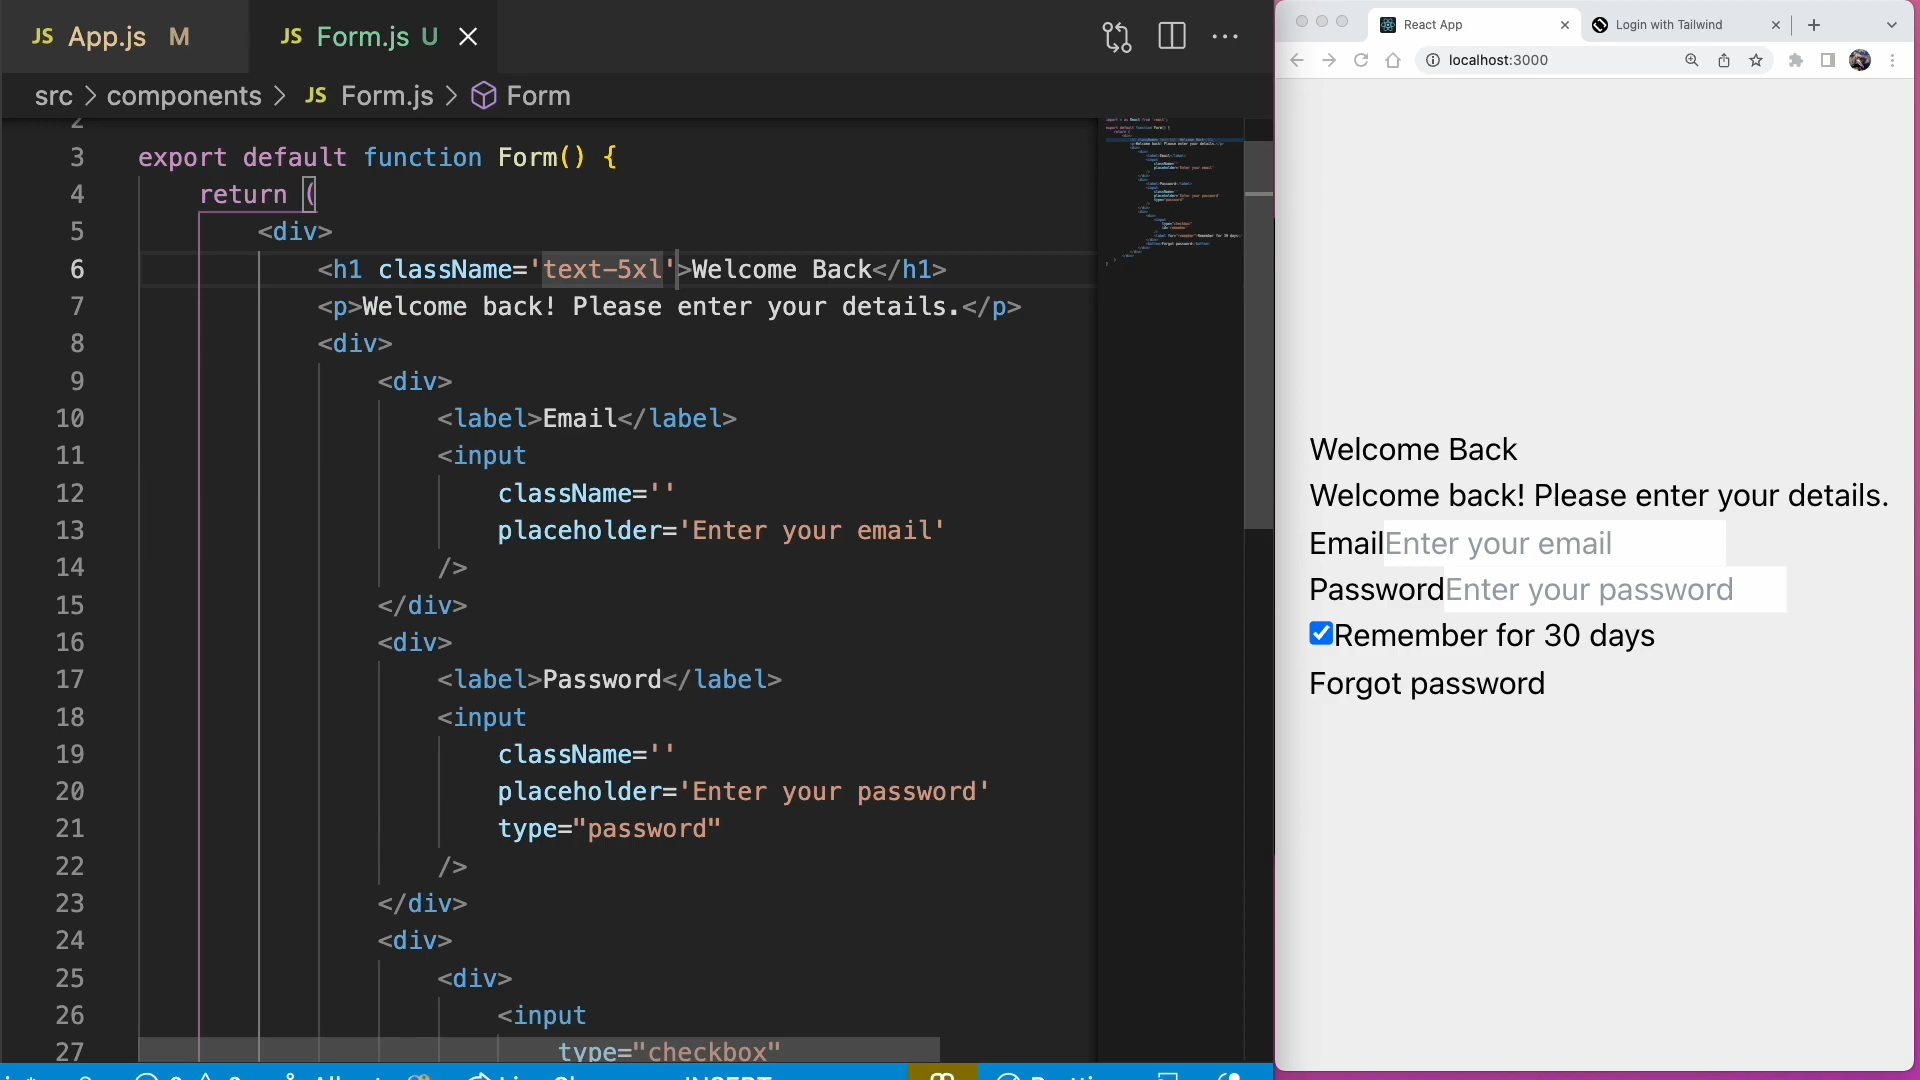 JS App.js M
JS Form.js U
src > components > JS Form.js > Form
2
3 export default function Form() {
4 return (
5 <div>
6 <h1 className='text-5xl'>Welcome Back</h1>
7 <p>Welcome back! Please enter your details.</p>
8 <div>
9 <div>
10 <label>Email</label>
11 <input
12 className=''
13 placeholder='Enter your email'
14 />
15 </div>
16 <div>
17 <label>Password</label>
18 <input
19 className=''
20 placeholder='Enter your password'
21 type="password"
22 />
23 </div>
24 <div>
25 <div>
26 <input
27 type="checkbox"
React App
Login with Tailwind
localhost:3000
Welcome Back
Welcome back! Please enter your details.
Email Enter your email
Password Enter your password
Remember for 30 days
Forgot password